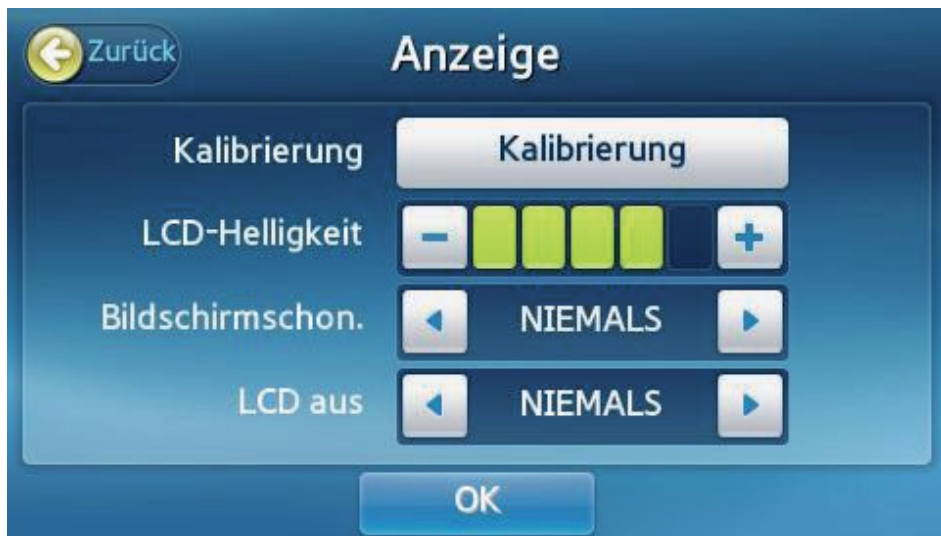 Zurück
Anzeige
Kalibrierung Kalibrierung
LCD-Helligkeit - +
Bildschirmschon. NIEMALS
LCD aus NIEMALS
OK